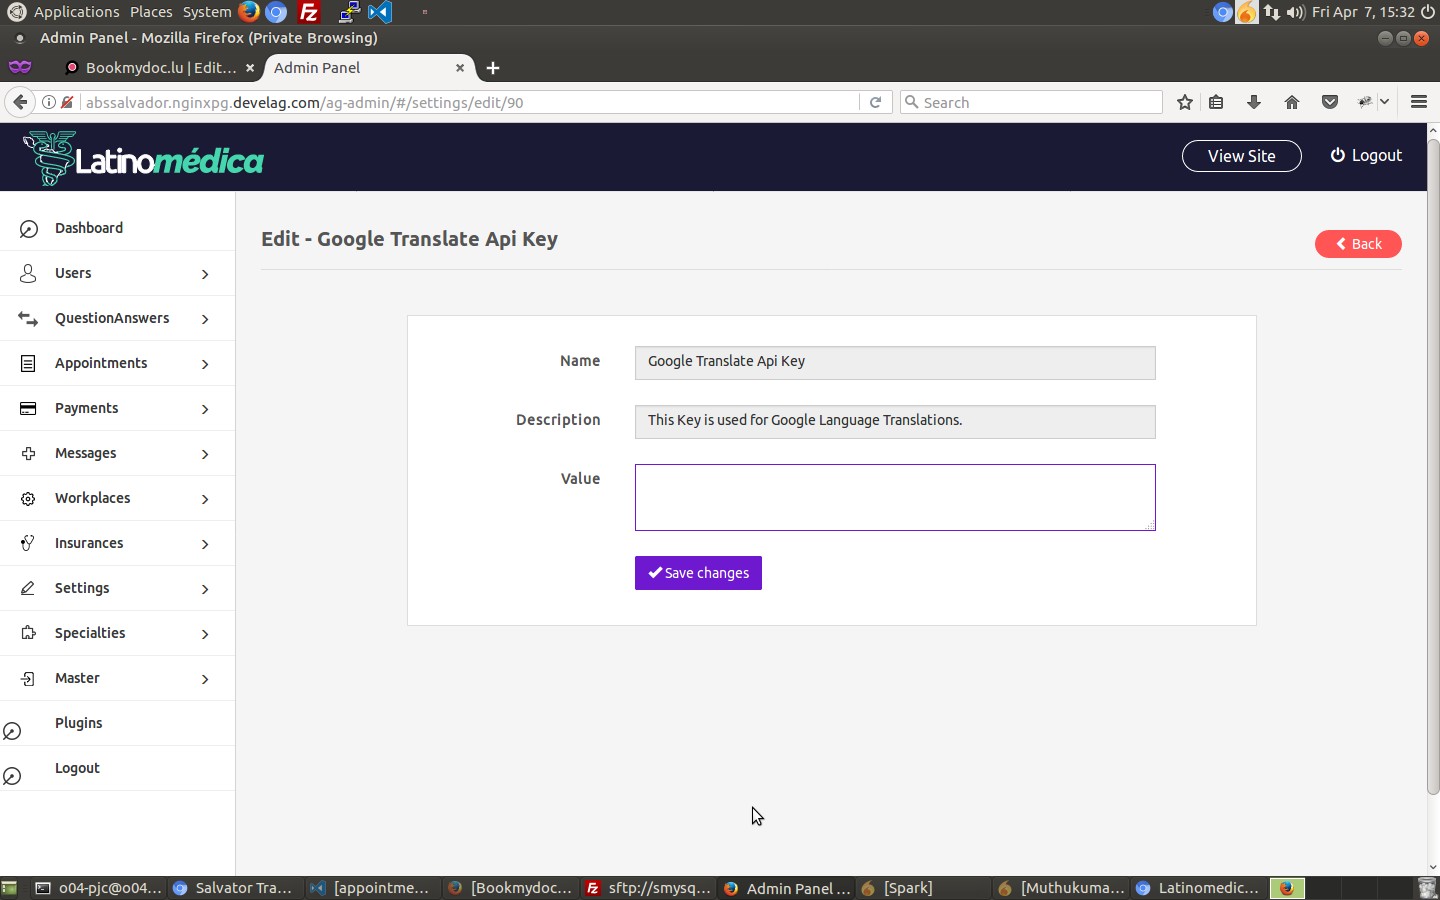 Applications Places System Fri Apr 7, 15:32
Admin Panel - Mozilla Firefox (Private Browsing)
Bookmydoc.lu | Edit... Admin Panel
abssalvador.nginxpg.develag.com/ag-admin/#/settings/edit/90 Search
Latinomédica View Site Logout
Dashboard
Users
QuestionAnswers
Appointments
Payments
Messages
Workplaces
Insurances
Settings
Specialties
Master
Plugins
Logout
Edit - Google Translate Api Key Back
Name Google Translate Api Key
Description This Key is used for Google Language Translations.
Value
Save changes
o04-pjc@o04... Salvator Tra... [appointme... [Bookmydoc... sftp://smysq... Admin Panel ... [Spark] [Muthukuma... Latinomedic...